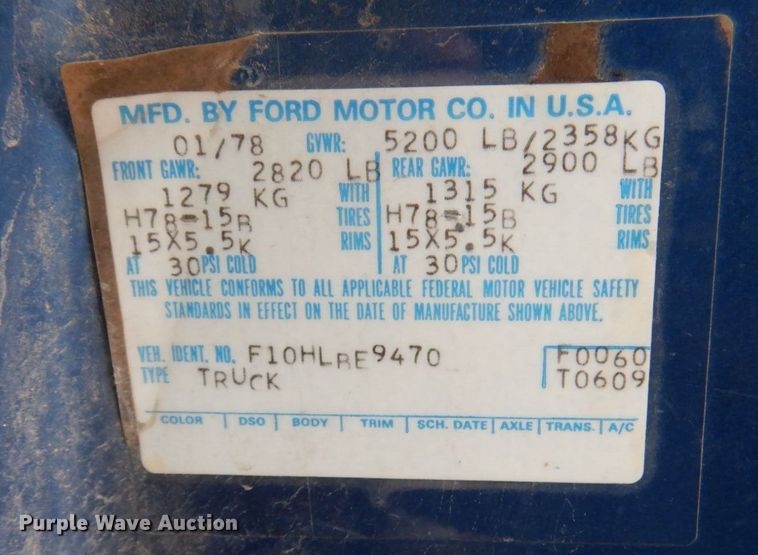 MFD. BY FORD MOTOR CO. IN U.S.A.
01/78 GVWR: 5200 LB/2358KG
FRONT GAWR: 2820 LB REAR GAWR: 2900 LB
1279 KG WITH 1315 KG WITH
H78-15B TIRES H78-15B TIRES
15X5.5K RIMS 15X5.5K RIMS
AT 30 PSI COLD AT 30 PSI COLD
THIS VEHICLE CONFORMS TO ALL APPLICABLE FEDERAL MOTOR VEHICLE SAFETY
STANDARDS IN EFFECT ON THE DATE OF MANUFACTURE SHOWN ABOVE.
VEH. IDENT. NO. F10HLBE9470 F0060
TYPE TRUCK T0609
COLOR DSO BODY TRIM SCH. DATE AXLE TRANS. A/C
Purple Wave Auction